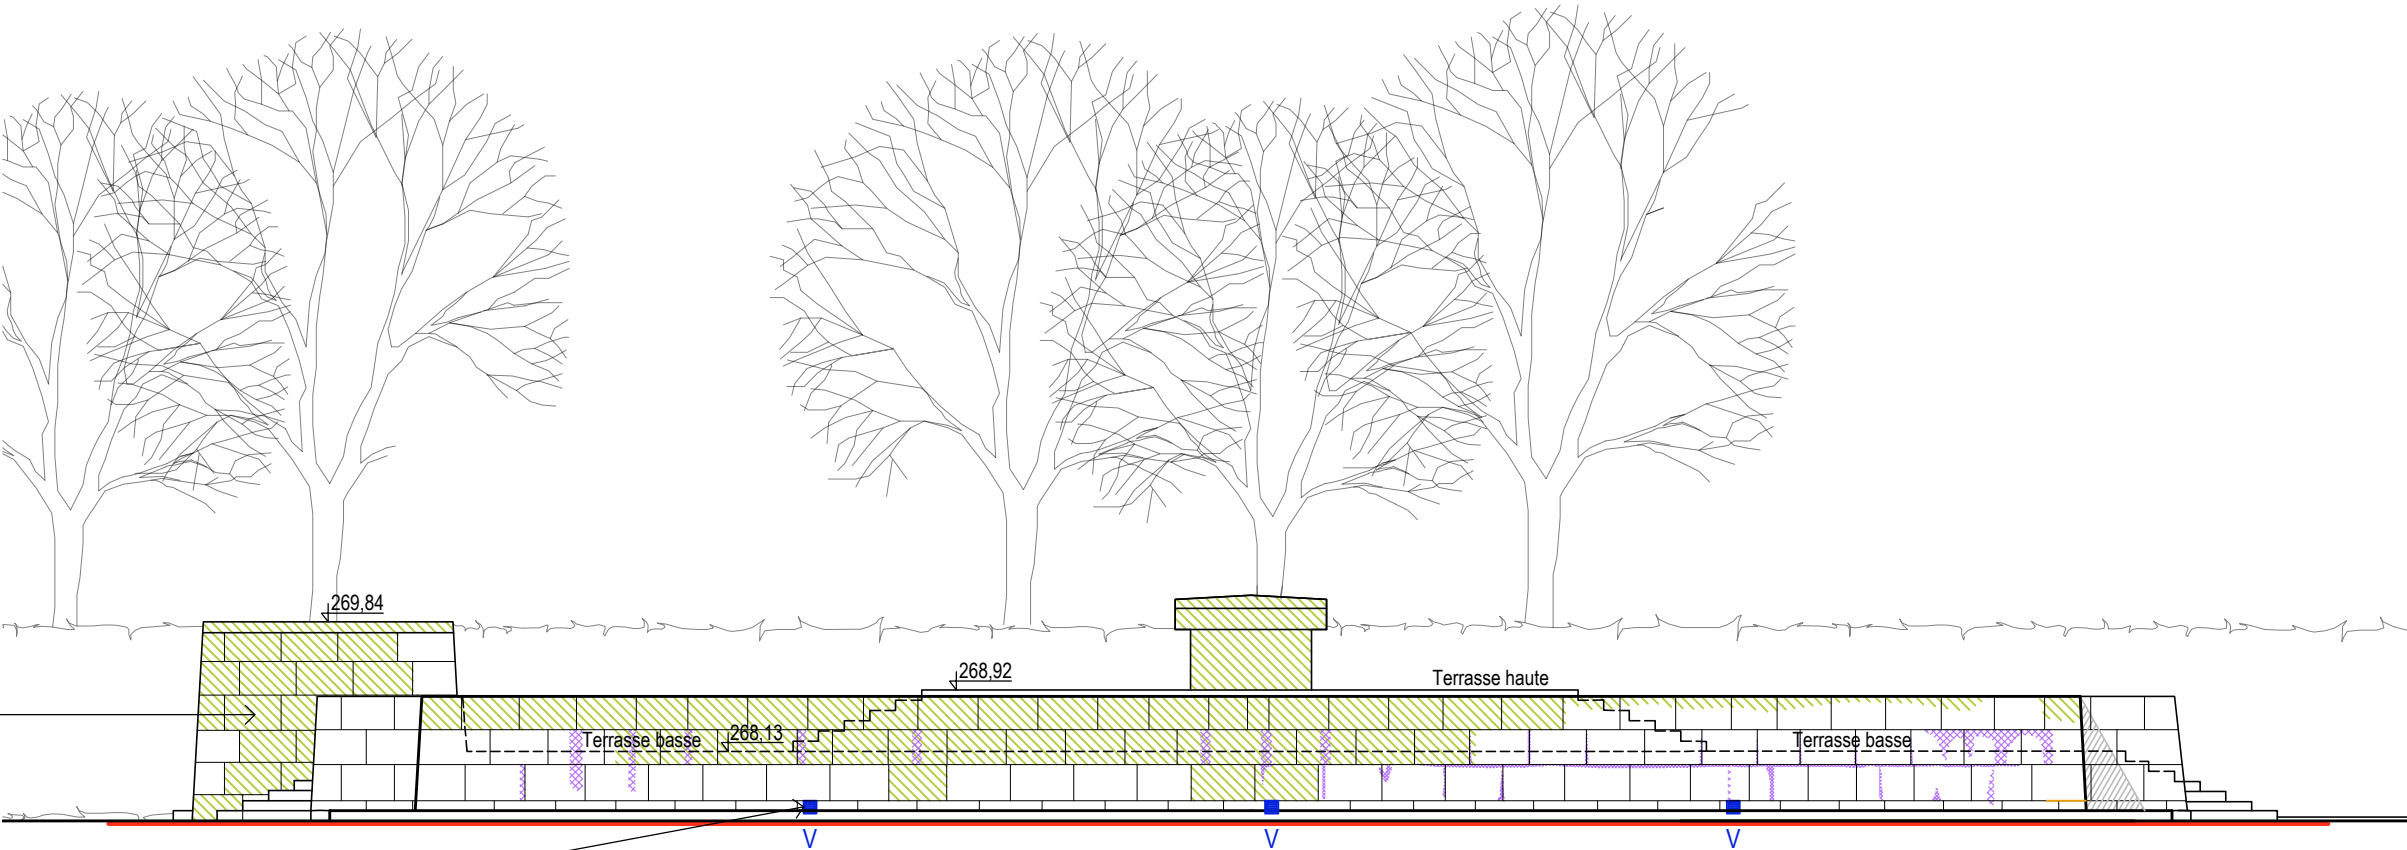 269,84
268,92
Terrasse haute
Terrasse basse
268,13
Terrasse basse
V
V
V